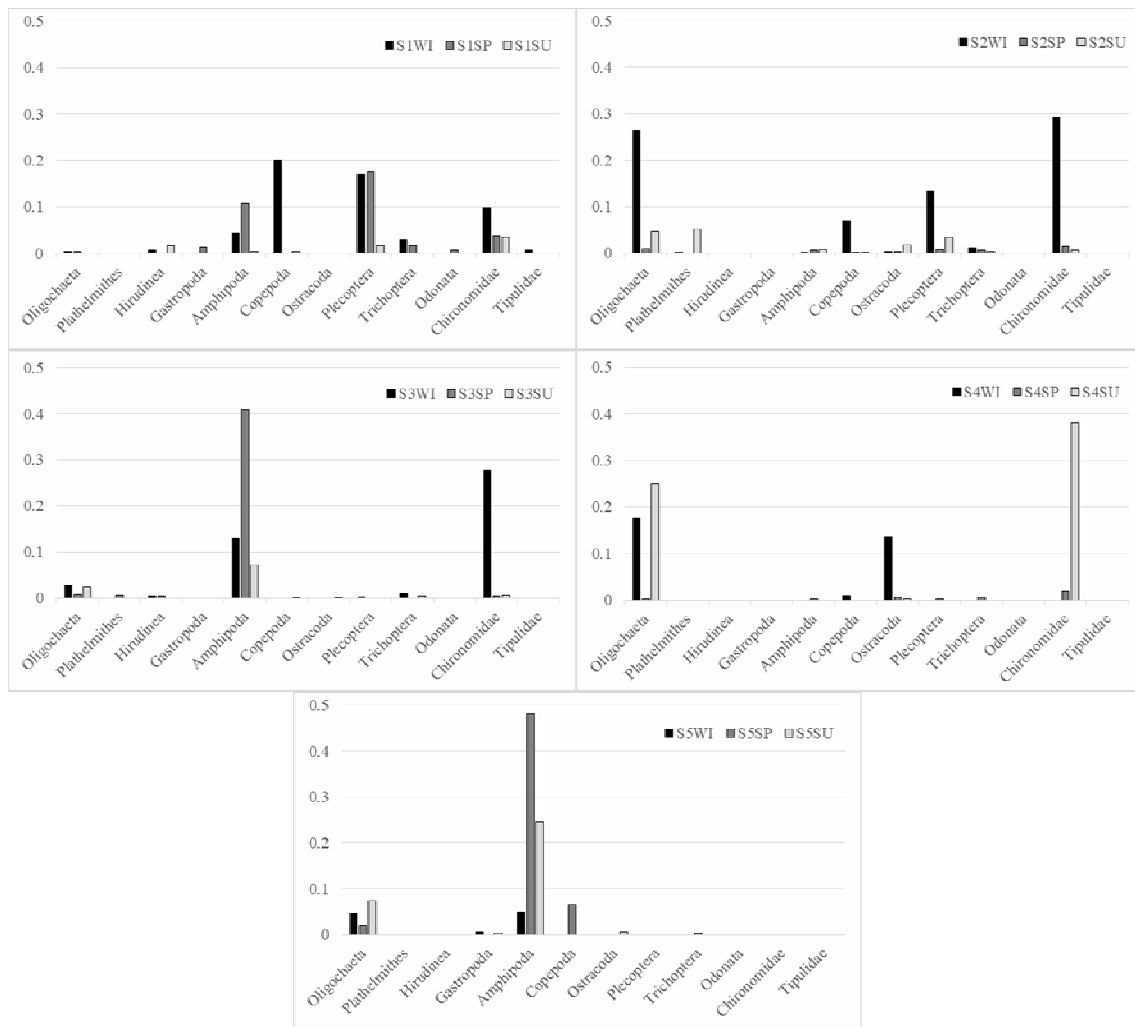 0.5
0.4
0.3
0.2
0.1
0
S1WI S1SP S1SU
Oligochaeta
Plathelmithes
Hirudinea
Gastropoda
Amphipoda
Copepoda
Ostracoda
Plecoptera
Trichoptera
Odonata
Chironomidae
Tipulidae
0.5
0.4
0.3
0.2
0.1
0
S2WI S2SP S2SU
Oligochaeta
Plathelmithes
Hirudinea
Gastropoda
Amphipoda
Copepoda
Ostracoda
Plecoptera
Trichoptera
Odonata
Chironomidae
Tipulidae
0.5
0.4
0.3
0.2
0.1
0
S3WI S3SP S3SU
Oligochaeta
Plathelmithes
Hirudinea
Gastropoda
Amphipoda
Copepoda
Ostracoda
Plecoptera
Trichoptera
Odonata
Chironomidae
Tipulidae
0.5
0.4
0.3
0.2
0.1
0
S4WI S4SP S4SU
Oligochaeta
Plathelmithes
Hirudinea
Gastropoda
Amphipoda
Copepoda
Ostracoda
Plecoptera
Trichoptera
Odonata
Chironomidae
Tipulidae
0.5
0.4
0.3
0.2
0.1
0
S5WI S5SP S5SU
Oligochaeta
Plathelmithes
Hirudinea
Gastropoda
Amphipoda
Copepoda
Ostracoda
Plecoptera
Trichoptera
Odonata
Chironomidae
Tipulidae